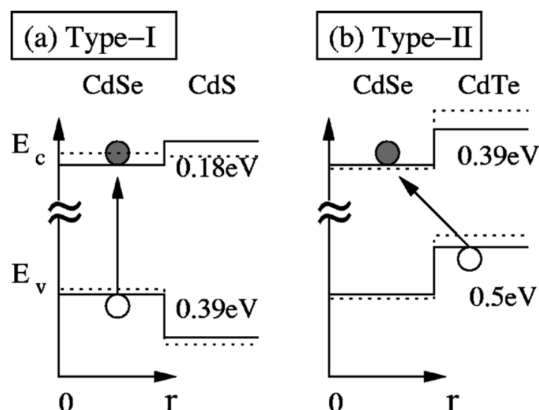 (a) Type-I
(b) Type-II
CdSe CdS
CdSe CdTe
E c
0.18eV
0.39eV
E v
0.39eV
0.5eV
0 r
0 r